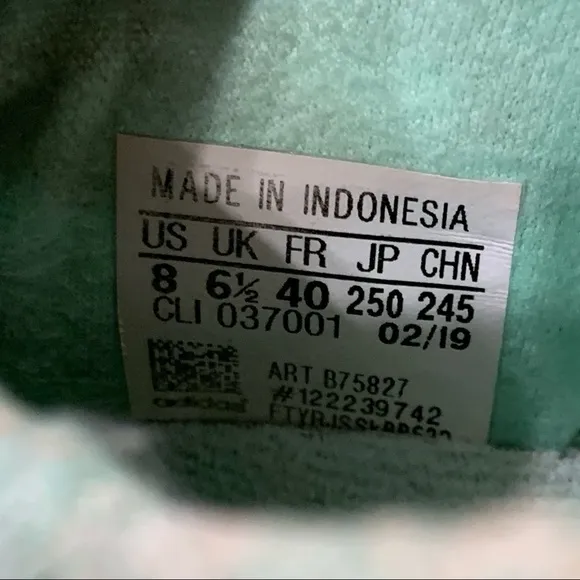 MADE IN INDONESIA
US UK FR JP CHN
8 6½ 40 250 245
CLI 037001 02/19
ART B75827
#122239742
adidas